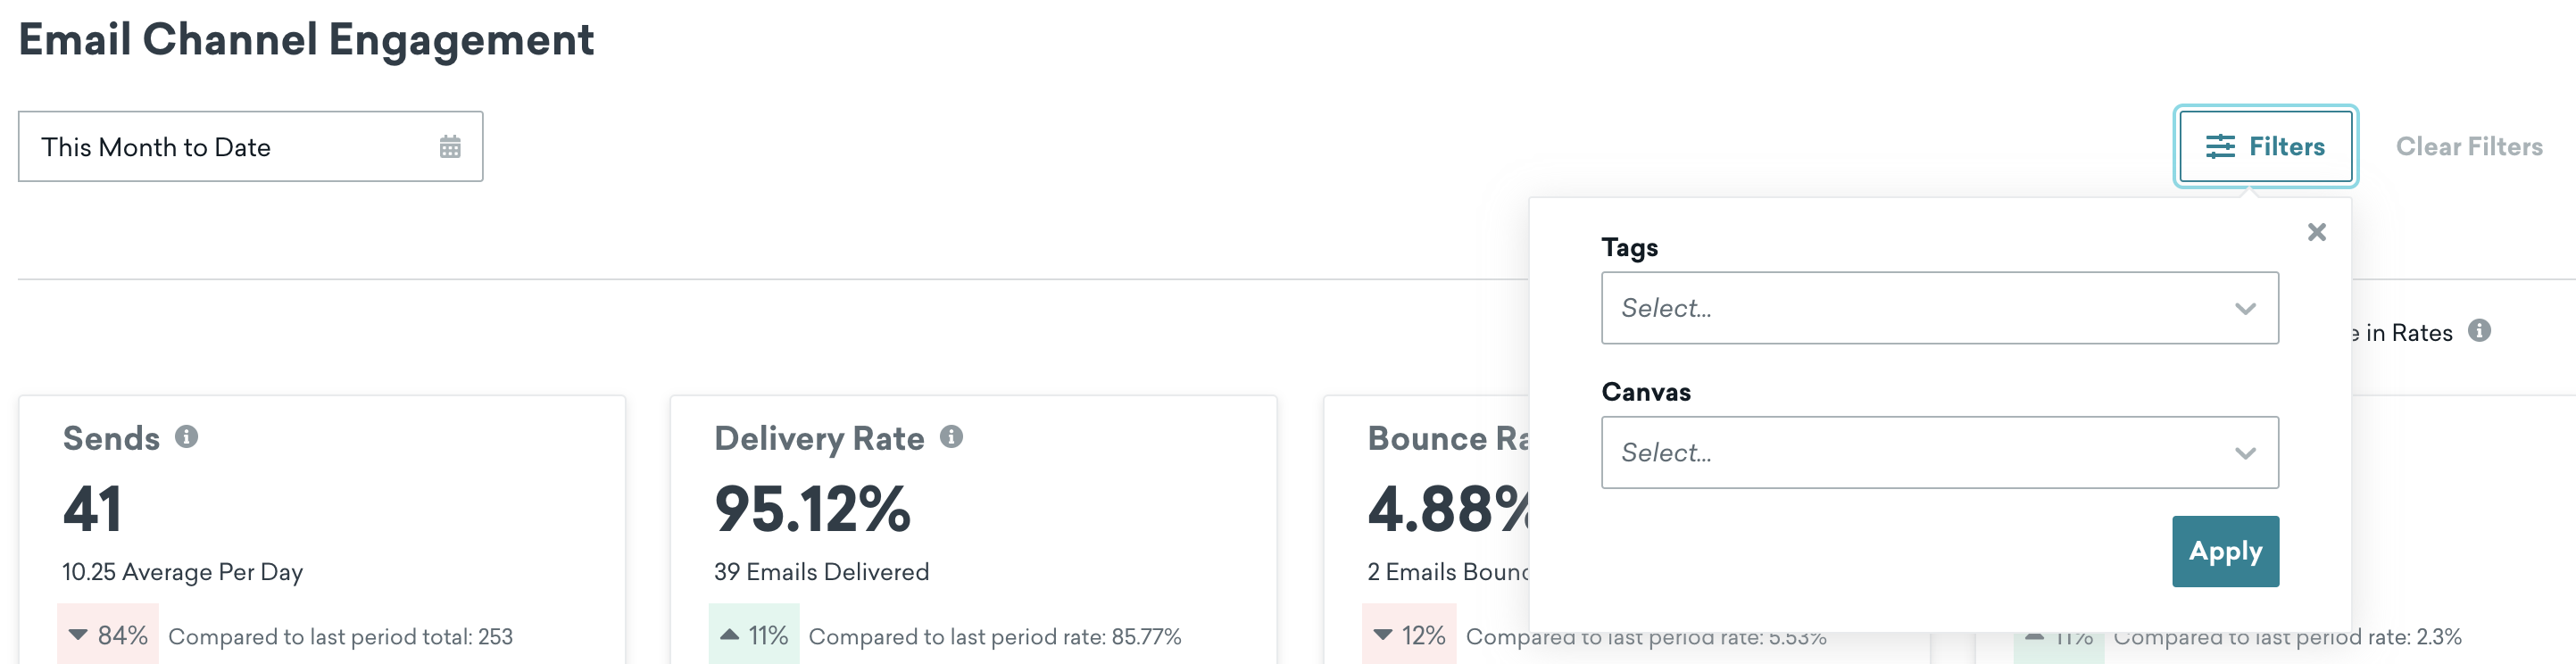 Email Channel Engagement
This Month to Date
Filters
Clear Filters
Tags
Select...
in Rates
Canvas
Select...
Apply
Sends
41
10.25 Average Per Day
84% Compared to last period total: 253
Delivery Rate
95.12%
39 Emails Delivered
11% Compared to last period rate: 85.77%
Bounce
4.88%
2 Emails
12% Compared to last period rate: 5.53%
11% Compared to last period rate: 2.3%